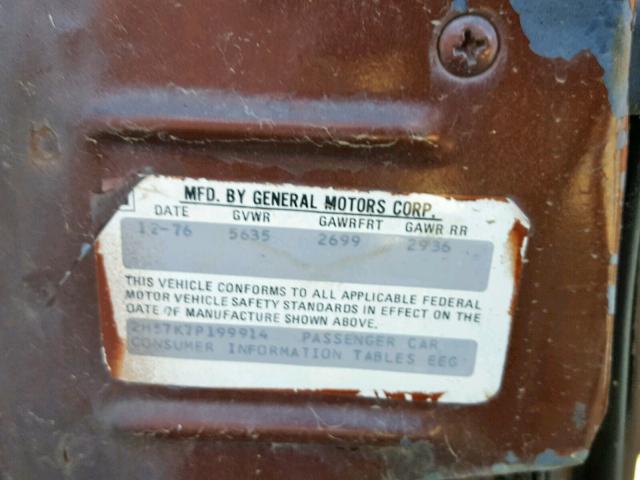 MFD. BY GENERAL MOTORS CORP.
DATE GVWR GAWRFRT GAWR RR
12-76 5635 2699 2936
THIS VEHICLE CONFORMS TO ALL APPLICABLE FEDERAL
MOTOR VEHICLE SAFETY STANDARDS IN EFFECT ON THE
DATE OF MANUFACTURE SHOWN ABOVE.
2H57K7P199914 PASSENGER CAR
CONSUMER INFORMATION TABLES EEG